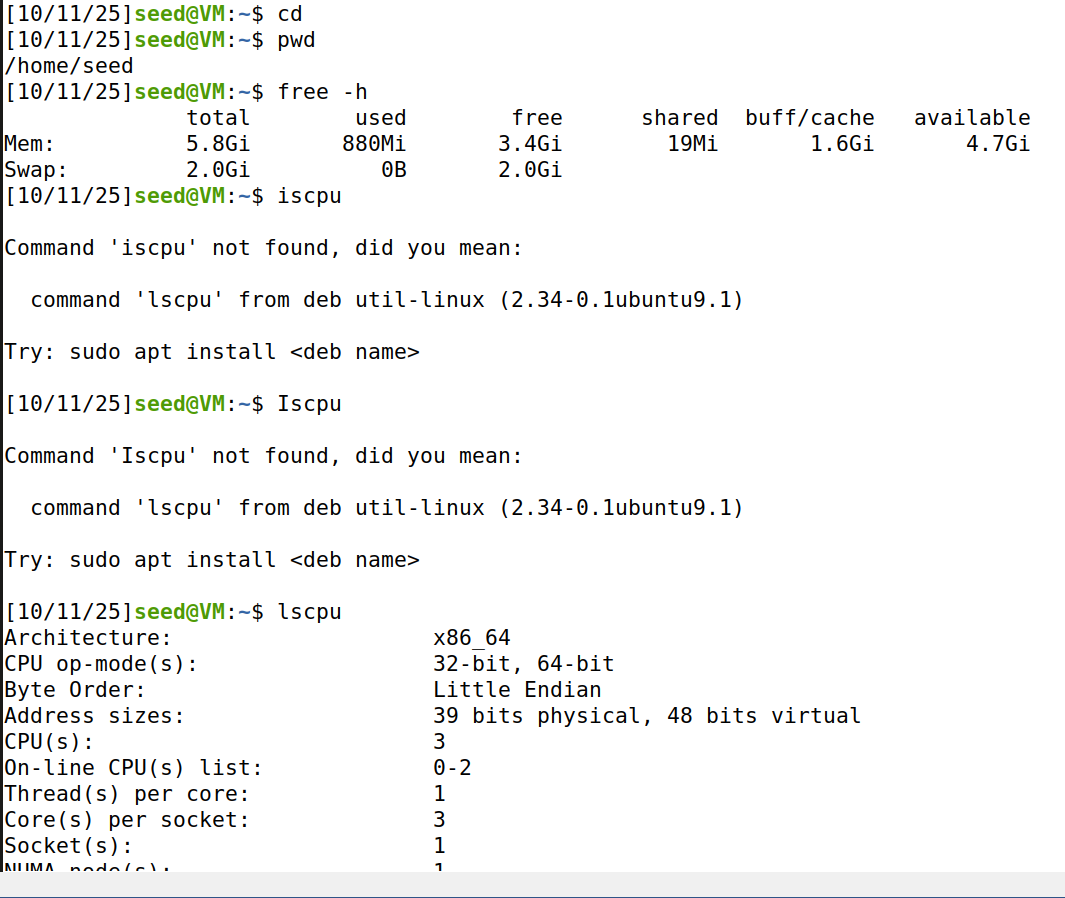 [10/11/25]seed@VM:~$ cd
[10/11/25]seed@VM:~$ pwd
/home/seed
[10/11/25]seed@VM:~$ free -h
              total        used        free      shared  buff/cache   available
Mem:          5.8Gi       880Mi       3.4Gi        19Mi       1.6Gi       4.7Gi
Swap:         2.0Gi          0B       2.0Gi
[10/11/25]seed@VM:~$ iscpu

Command 'iscpu' not found, did you mean:

  command 'lscpu' from deb util-linux (2.34-0.1ubuntu9.1)

Try: sudo apt install <deb name>

[10/11/25]seed@VM:~$ Iscpu

Command 'Iscpu' not found, did you mean:

  command 'lscpu' from deb util-linux (2.34-0.1ubuntu9.1)

Try: sudo apt install <deb name>

[10/11/25]seed@VM:~$ lscpu
Architecture:                    x86_64
CPU op-mode(s):                  32-bit, 64-bit
Byte Order:                      Little Endian
Address sizes:                   39 bits physical, 48 bits virtual
CPU(s):                          3
On-line CPU(s) list:             0-2
Thread(s) per core:              1
Core(s) per socket:              3
Socket(s):                       1
NUMA node(s):                    1